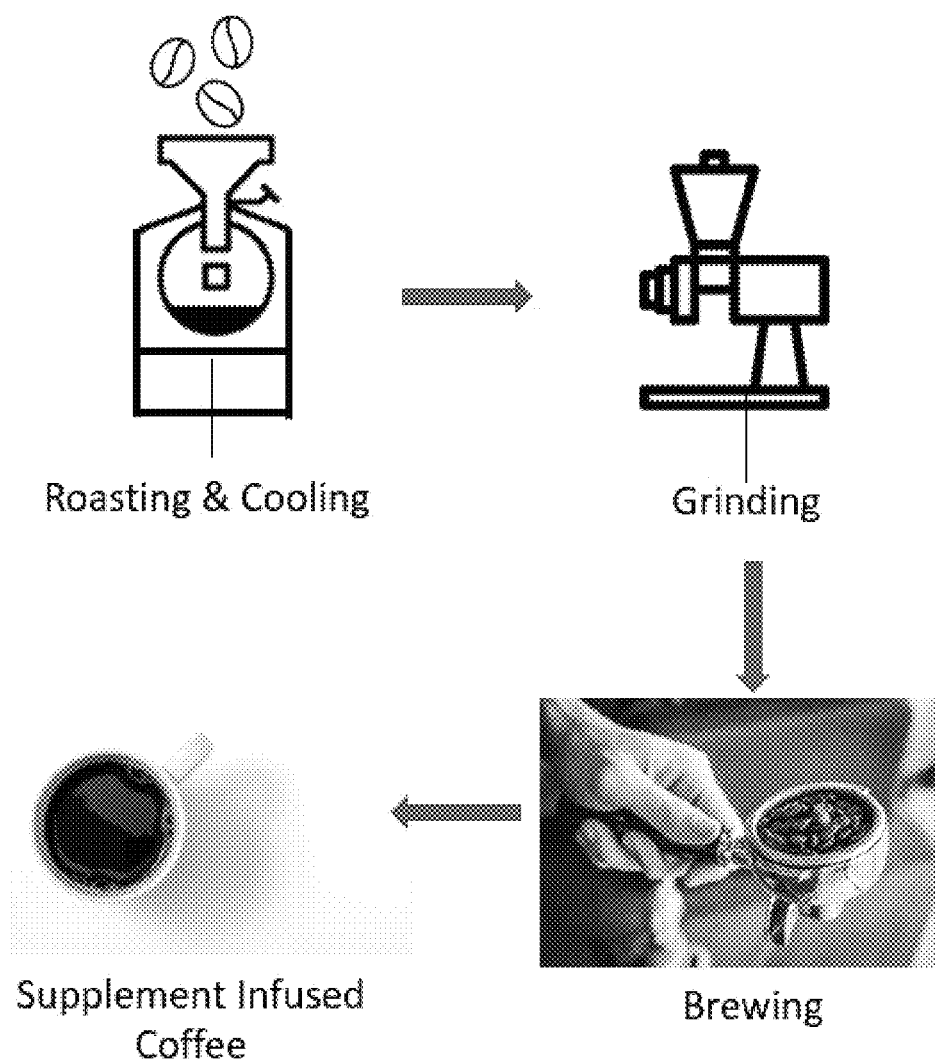 Roasting & Cooling
Grinding
Supplement Infused
Coffee
Brewing